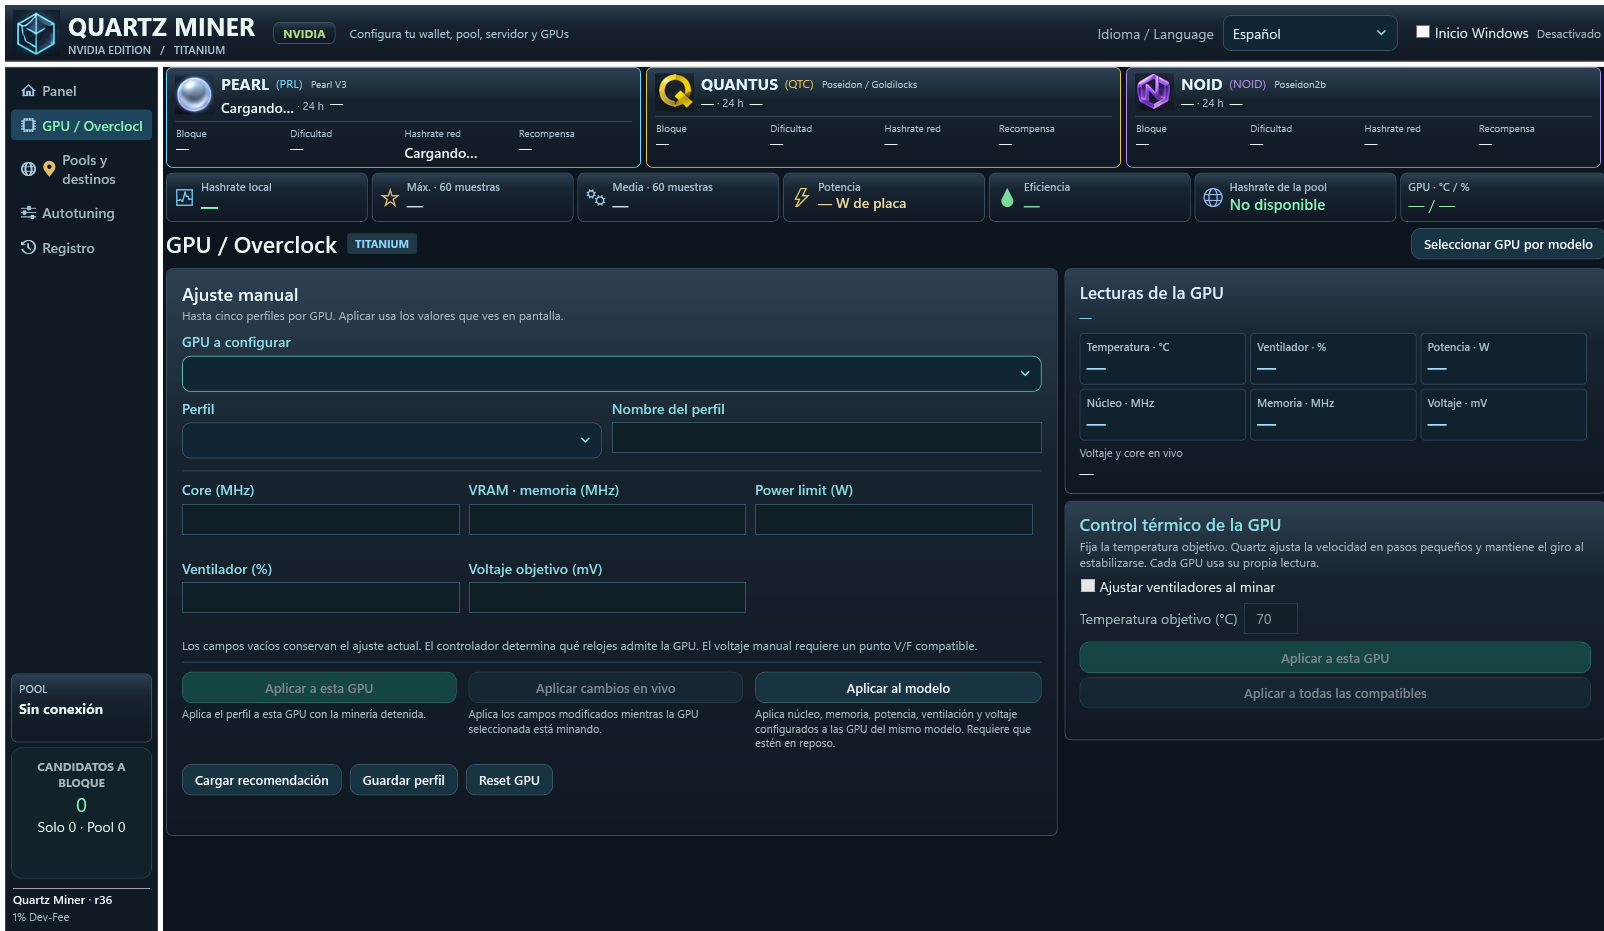 QUARTZ MINER
NVIDIA EDITION / TITANIUM
NVIDIA
Configura tu wallet, pool, servidor y GPUs
Idioma / Language
Español
Inicio Windows
Desactivado
Panel
GPU / Overclocl
Pools y
destinos
Autotuning
Registro
POOL
Sin conexión
CANDIDATOS A
BLOQUE
0
Solo 0 · Pool 0
Quartz Miner · r36
1% Dev-Fee
PEARL (PRL) Pearl V3
Cargando... · 24 h —
Bloque
—
Dificultad
—
Hashrate red
Cargando...
Recompensa
—
QUANTUS (QTC) Poseidon / Goldilocks
— · 24 h —
Bloque
—
Dificultad
—
Hashrate red
—
Recompensa
—
NOID (NOID) Poseidon2b
— · 24 h —
Bloque
—
Dificultad
—
Hashrate red
—
Recompensa
—
Hashrate local
—
Máx. · 60 muestras
—
Media · 60 muestras
—
Potencia
— W de placa
Eficiencia
—
Hashrate de la pool
No disponible
GPU · °C / %
— / —
GPU / Overclock
TITANIUM
Seleccionar GPU por modelo
Ajuste manual
Hasta cinco perfiles por GPU. Aplicar usa los valores que ves en pantalla.
GPU a configurar
Perfil
Nombre del perfil
Core (MHz)
VRAM · memoria (MHz)
Power limit (W)
Ventilador (%)
Voltaje objetivo (mV)
Los campos vacíos conservan el ajuste actual. El controlador determina qué relojes admite la GPU. El voltaje manual requiere un punto V/F compatible.
Aplicar a esta GPU
Aplica el perfil a esta GPU con la minería detenida.
Aplicar cambios en vivo
Aplica los campos modificados mientras la GPU
seleccionada está minando.
Aplicar al modelo
Aplica núcleo, memoria, potencia, ventilación y voltaje
configurados a las GPU del mismo modelo. Requiere que
estén en reposo.
Cargar recomendación
Guardar perfil
Reset GPU
Lecturas de la GPU
—
Temperatura · °C
—
Ventilador · %
—
Potencia · W
—
Núcleo · MHz
—
Memoria · MHz
—
Voltaje · mV
—
Voltaje y core en vivo
—
Control térmico de la GPU
Fija la temperatura objetivo. Quartz ajusta la velocidad en pasos pequeños y mantiene el giro al
estabilizarse. Cada GPU usa su propia lectura.
Ajustar ventiladores al minar
Temperatura objetivo (°C) 70
Aplicar a esta GPU
Aplicar a todas las compatibles